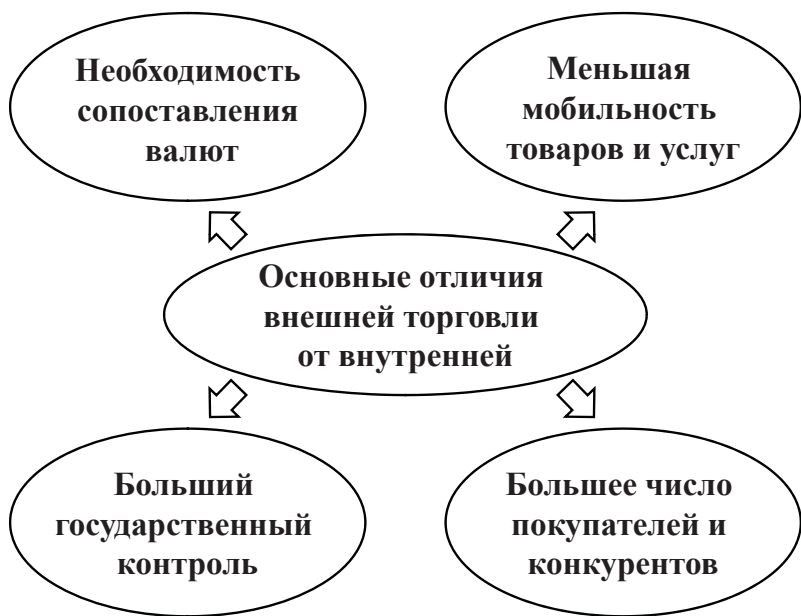 Необходимость
сопоставления
валют
Меньшая
мобильность
товаров и услуг
Основные отличия
внешней торговли
от внутренней
Больший
государственный
контроль
Большее число
покупателей и
конкурентов